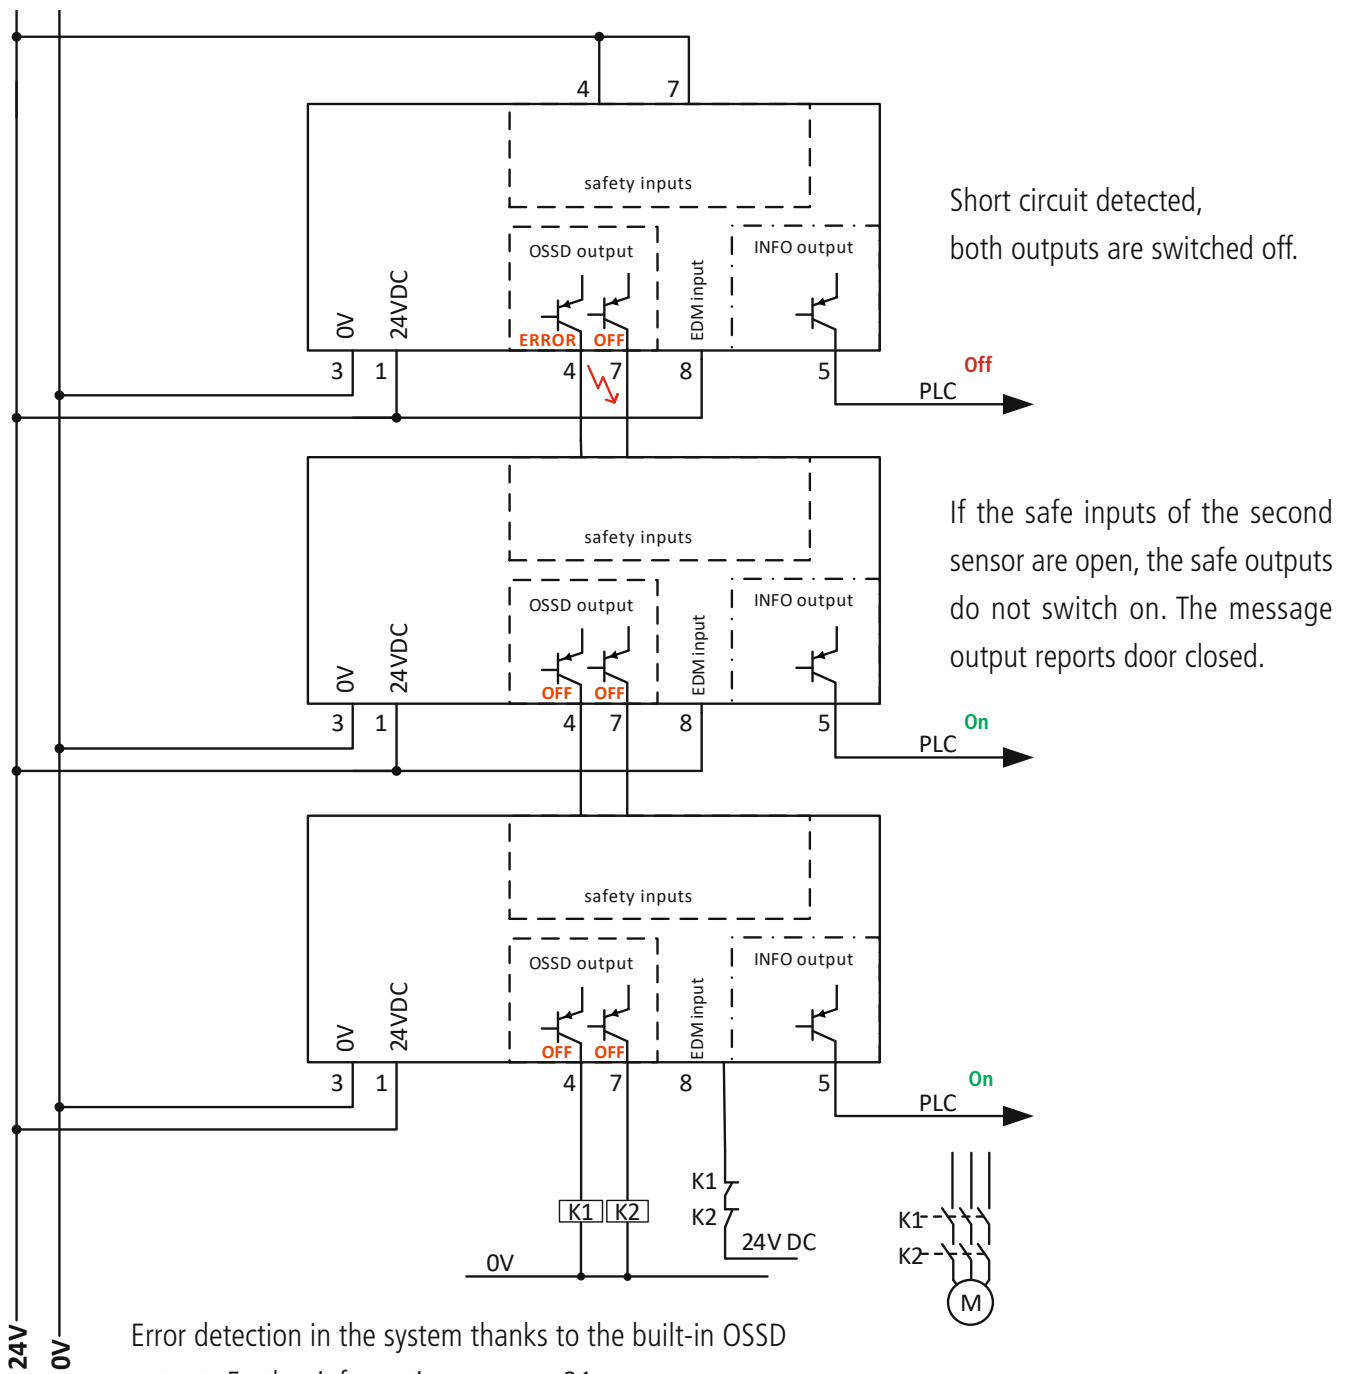 4 7
safety inputs
Short circuit detected,
both outputs are switched off.
OSSD output
INFO output
0V
24VDC
EDM input
ERROR OFF
3 1 4 7 8 5
PLC
Off
safety inputs
If the safe inputs of the second
sensor are open, the safe outputs
do not switch on. The message
output reports door closed.
OSSD output
INFO output
0V
24VDC
EDM input
OFF OFF
3 1 4 7 8 5
PLC
On
safety inputs
OSSD output
INFO output
0V
24VDC
EDM input
OFF OFF
3 1 4 7 8 5
PLC
On
K1
K2
K1 K2
24V DC
0V
K1
K2
M
24V
0V
Error detection in the system thanks to the built-in OSSD